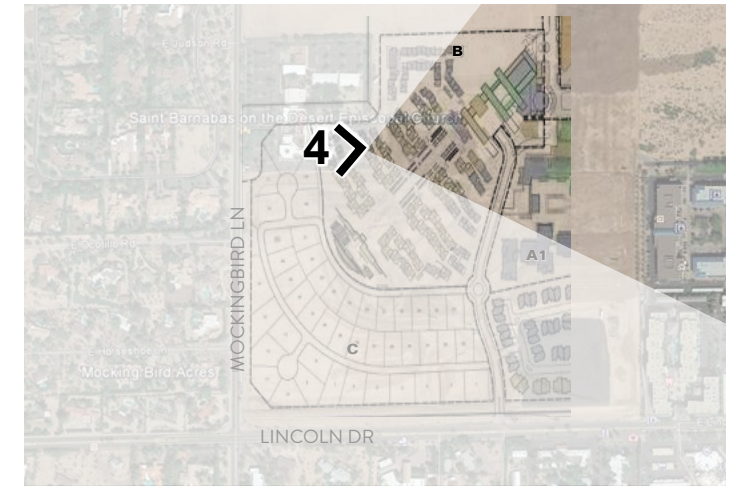 E Judson Rd
B
Saint Barnabas on the Desert Episcopal Church
4
MOCKINGBIRD LN
A1
C
Mocking Bird Acres
LINCOLN DR